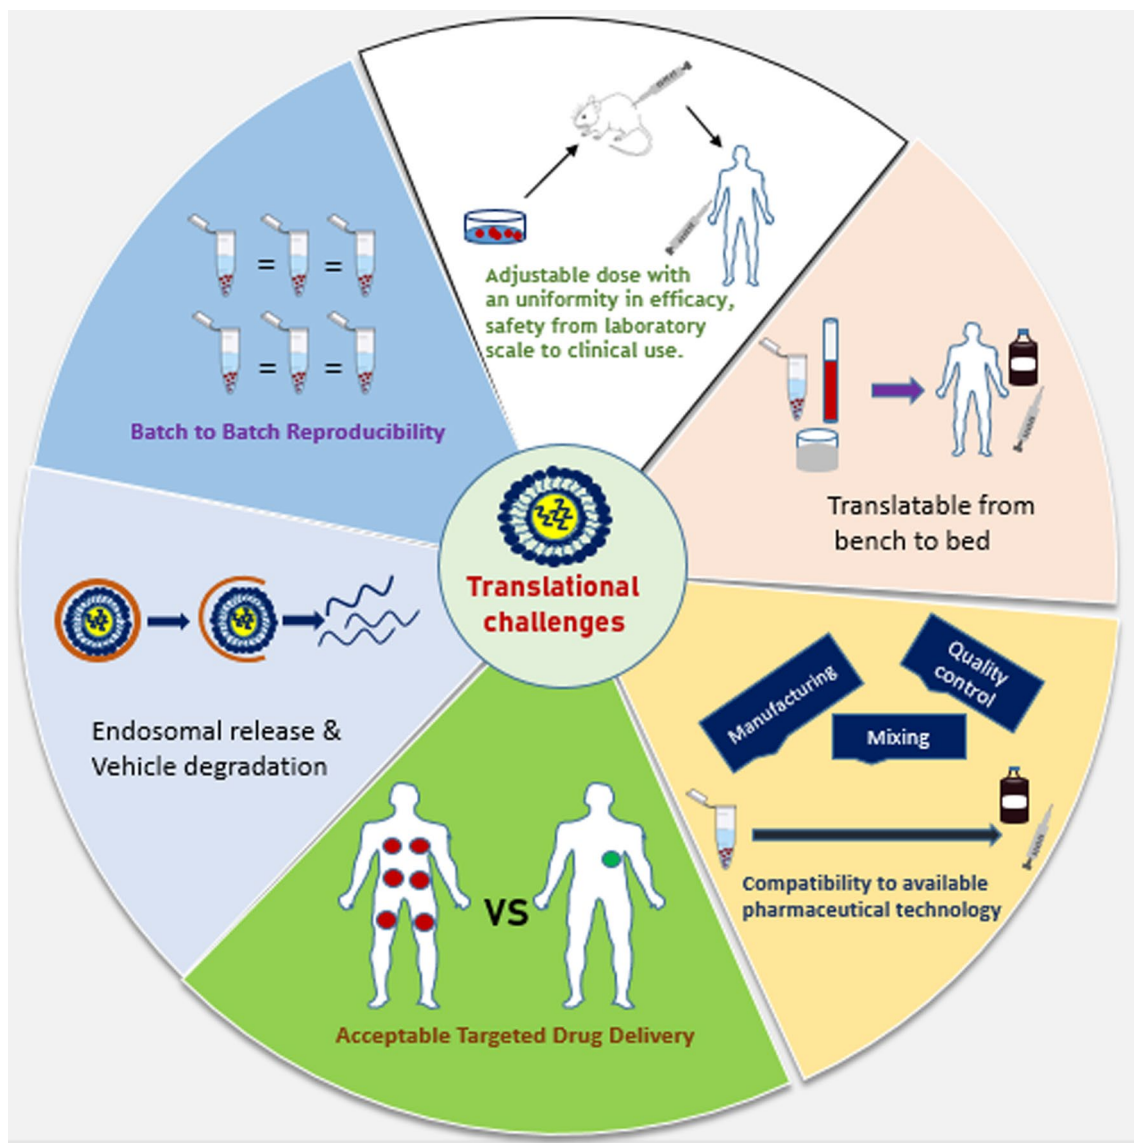 Adjustable dose with
an uniformity in efficacy,
safety from laboratory
scale to clinical use.
Batch to Batch Reproducibility
Translatable from
bench to bed
Translational
challenges
Quality
control
Manufacturing
Mixing
Compatibility to available
pharmaceutical technology
Endosomal release &
Vehicle degradation
VS
Acceptable Targeted Drug Delivery